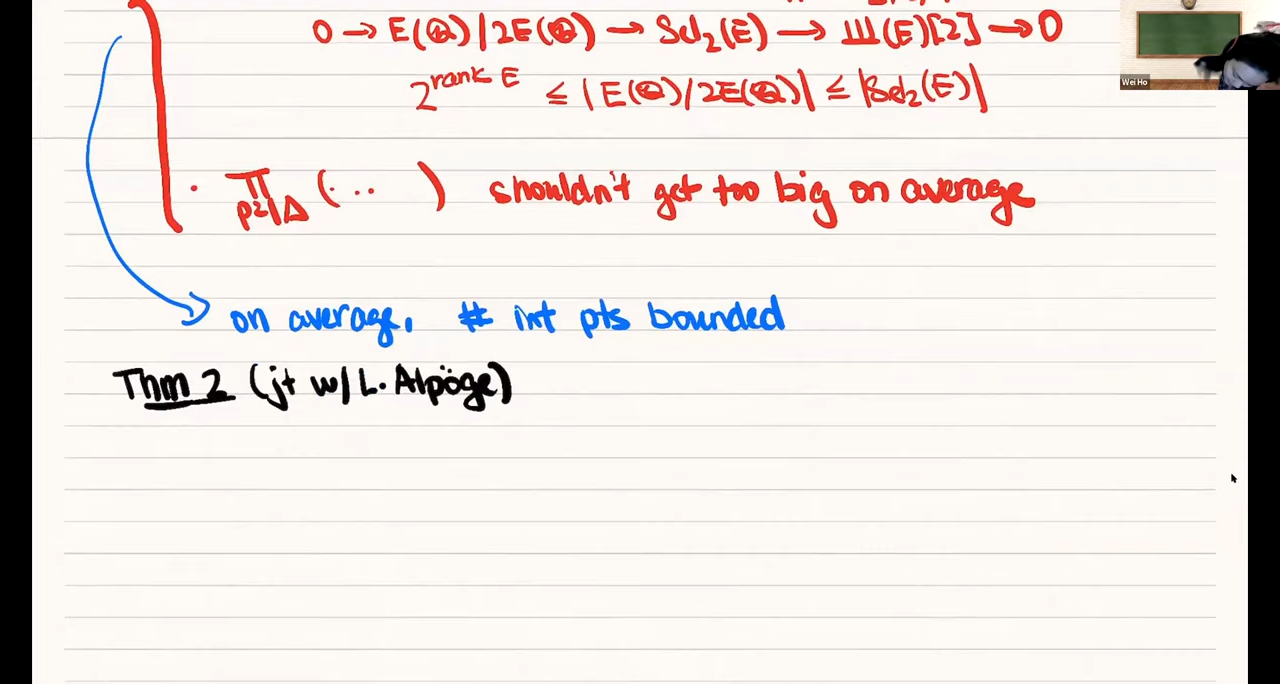 0 → E(ℚ)/2E(ℚ) → Sel₂(E) → Ш(E)[2] → 0
Wei Ho
2^{rank E} ≤ |E(ℚ)/2E(ℚ)| ≤ |Sel₂(E)|
· ∏_{p²|Δ} (···) shouldn't get too big on average
on average, # int pts bounded
Thm 2 (jt w/ L. Alpöge)